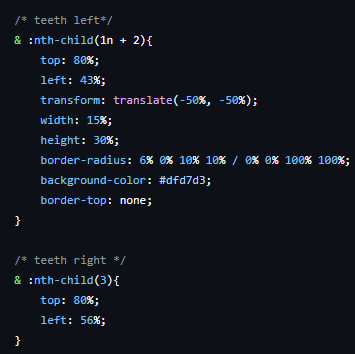 /* teeth left*/
& :nth-child(1n + 2){
top: 80%;
left: 43%;
transform: translate(-50%, -50%);
width: 15%;
height: 30%;
border-radius: 6% 0% 10% 10% / 0% 0% 100% 100%;
background-color: #dfd7d3;
border-top: none;
}
/* teeth right */
& :nth-child(3){
top: 80%;
left: 56%;
}